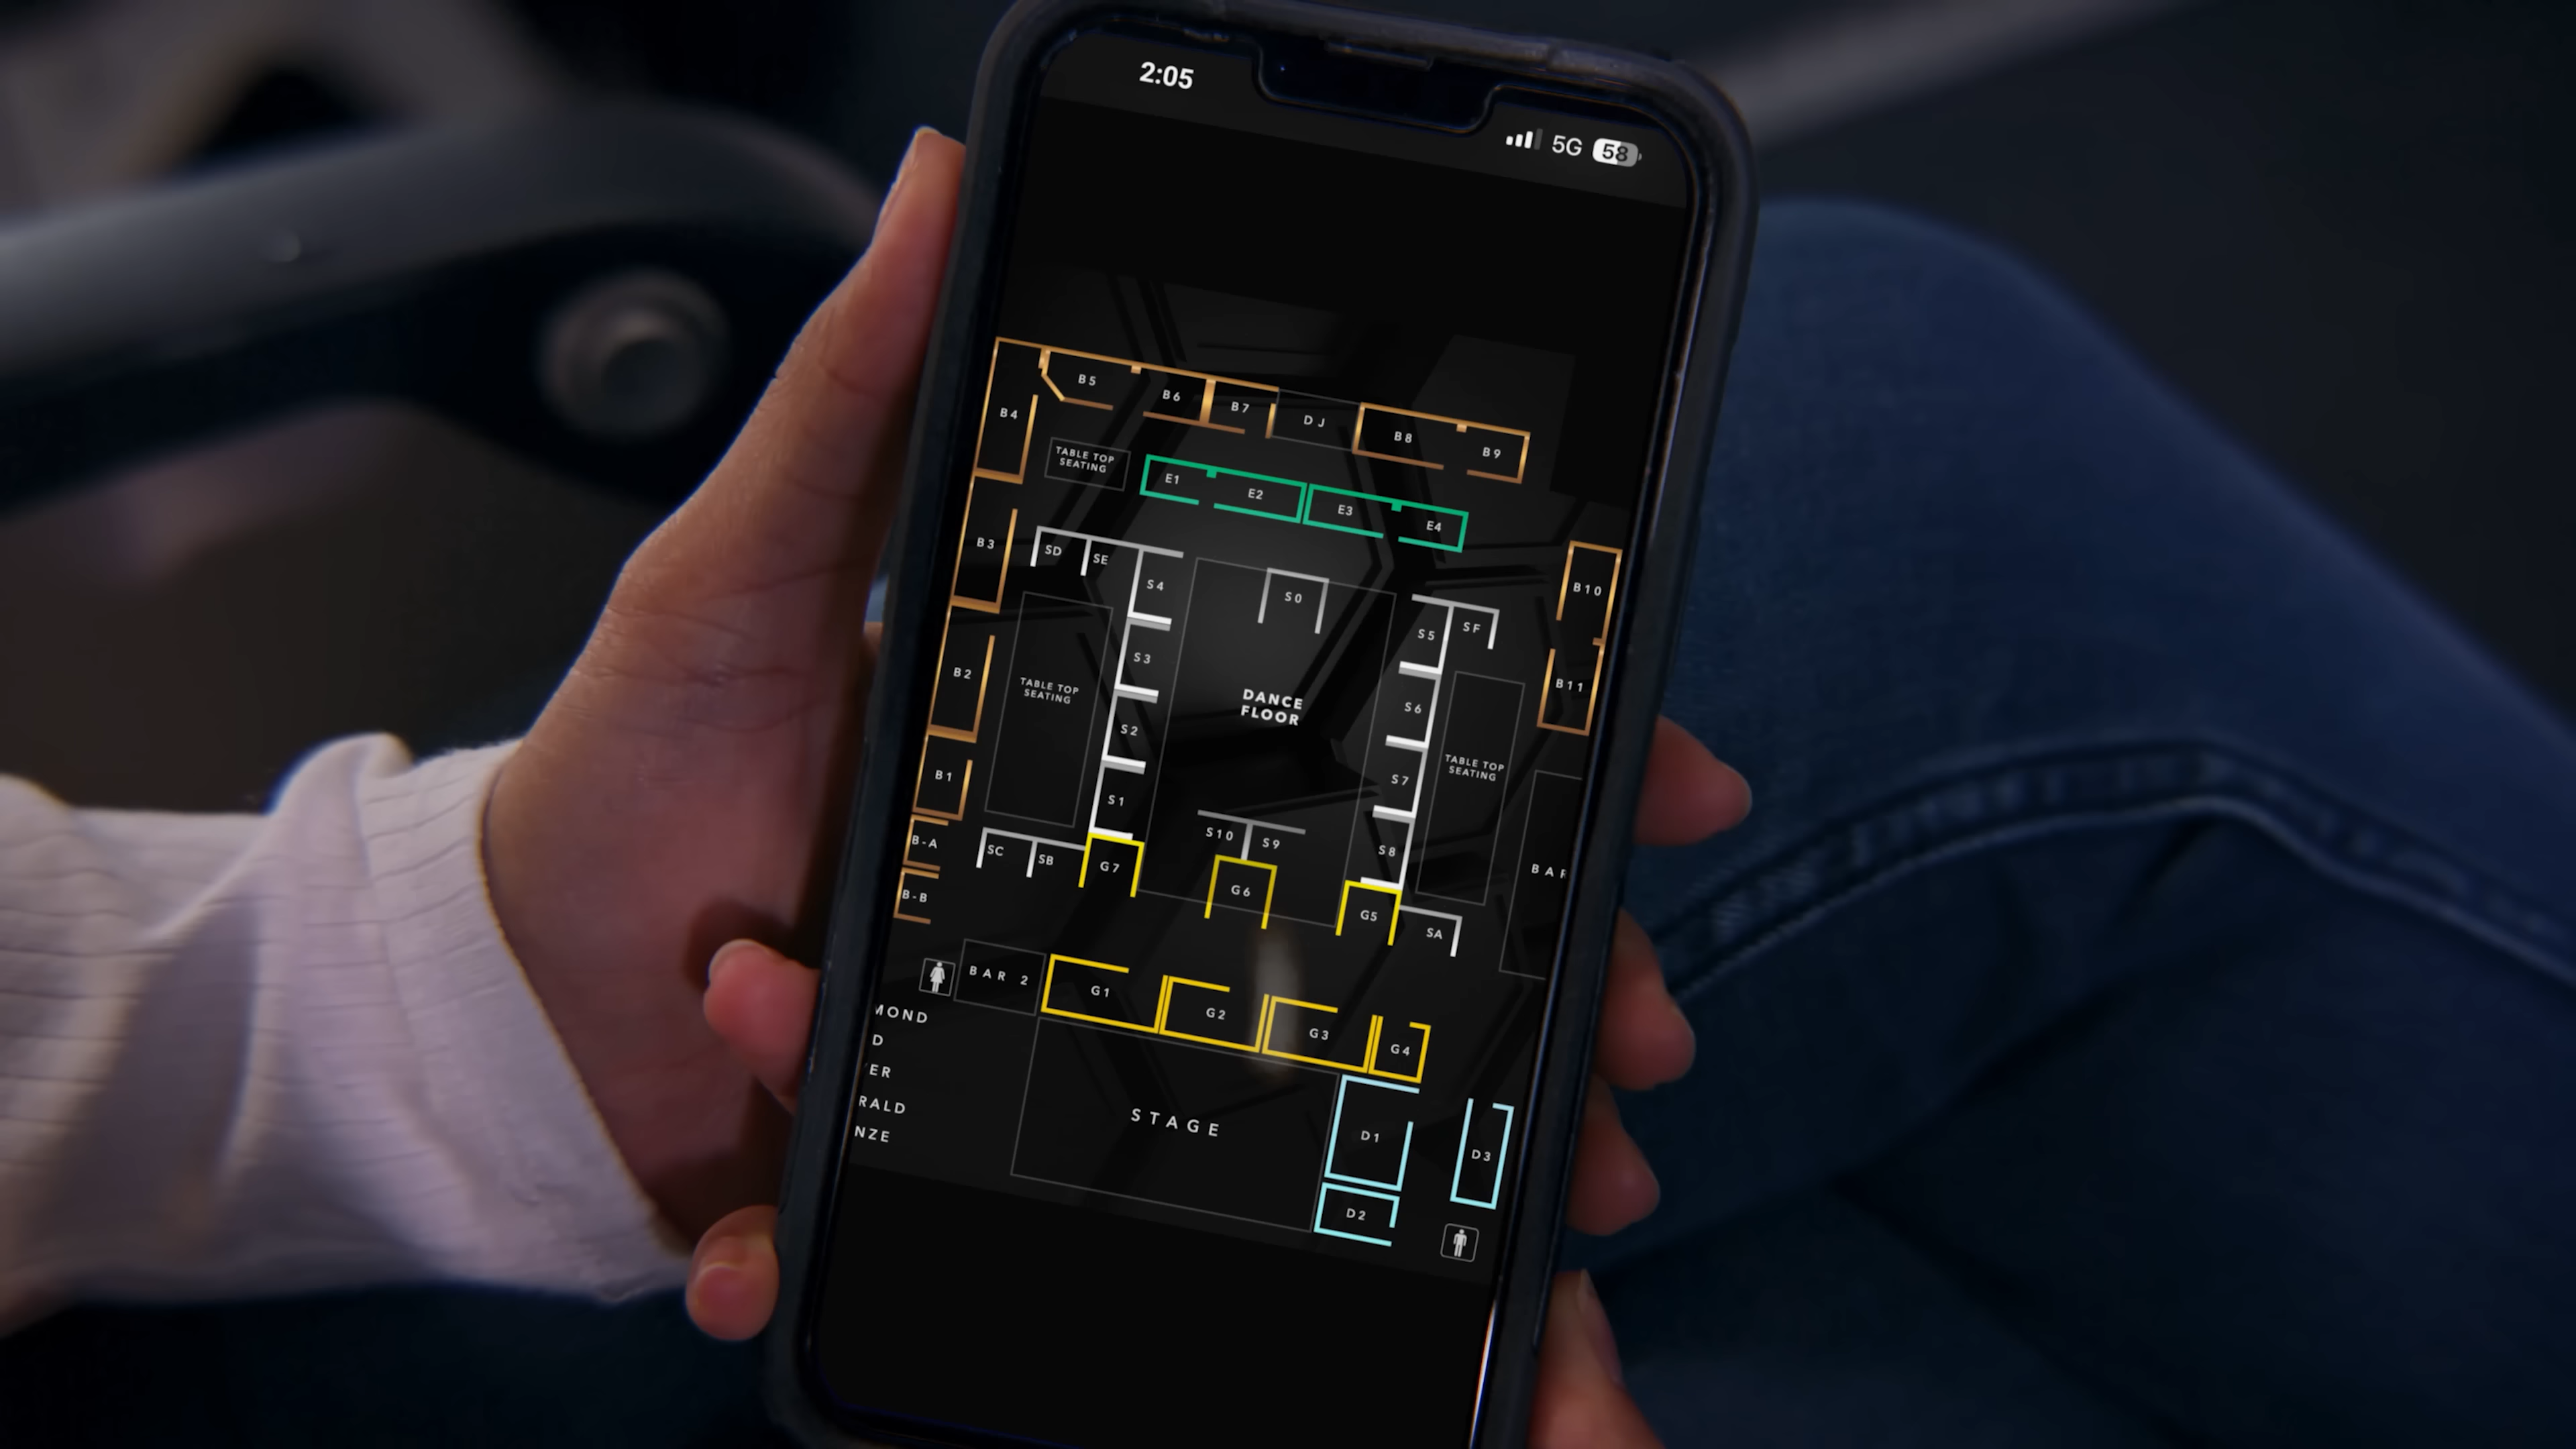 2:05
5G 58
B5
B6
B7
DJ
B8
B9
B4
TABLE TOP
SEATING
E1
E2
E3
E4
B3
SD
SE
S4
S0
S5
SF
B10
S3
B2
TABLE TOP
SEATING
DANCE
FLOOR
S6
B11
S2
S7
TABLE TOP
SEATING
B1
S1
S10
S9
S8
BAR
B-A
SC
SB
G7
G6
G5
SA
B-B
BAR 2
G1
G2
G3
G4
MOND
D
ER
RALD
NZE
STAGE
D1
D3
D2